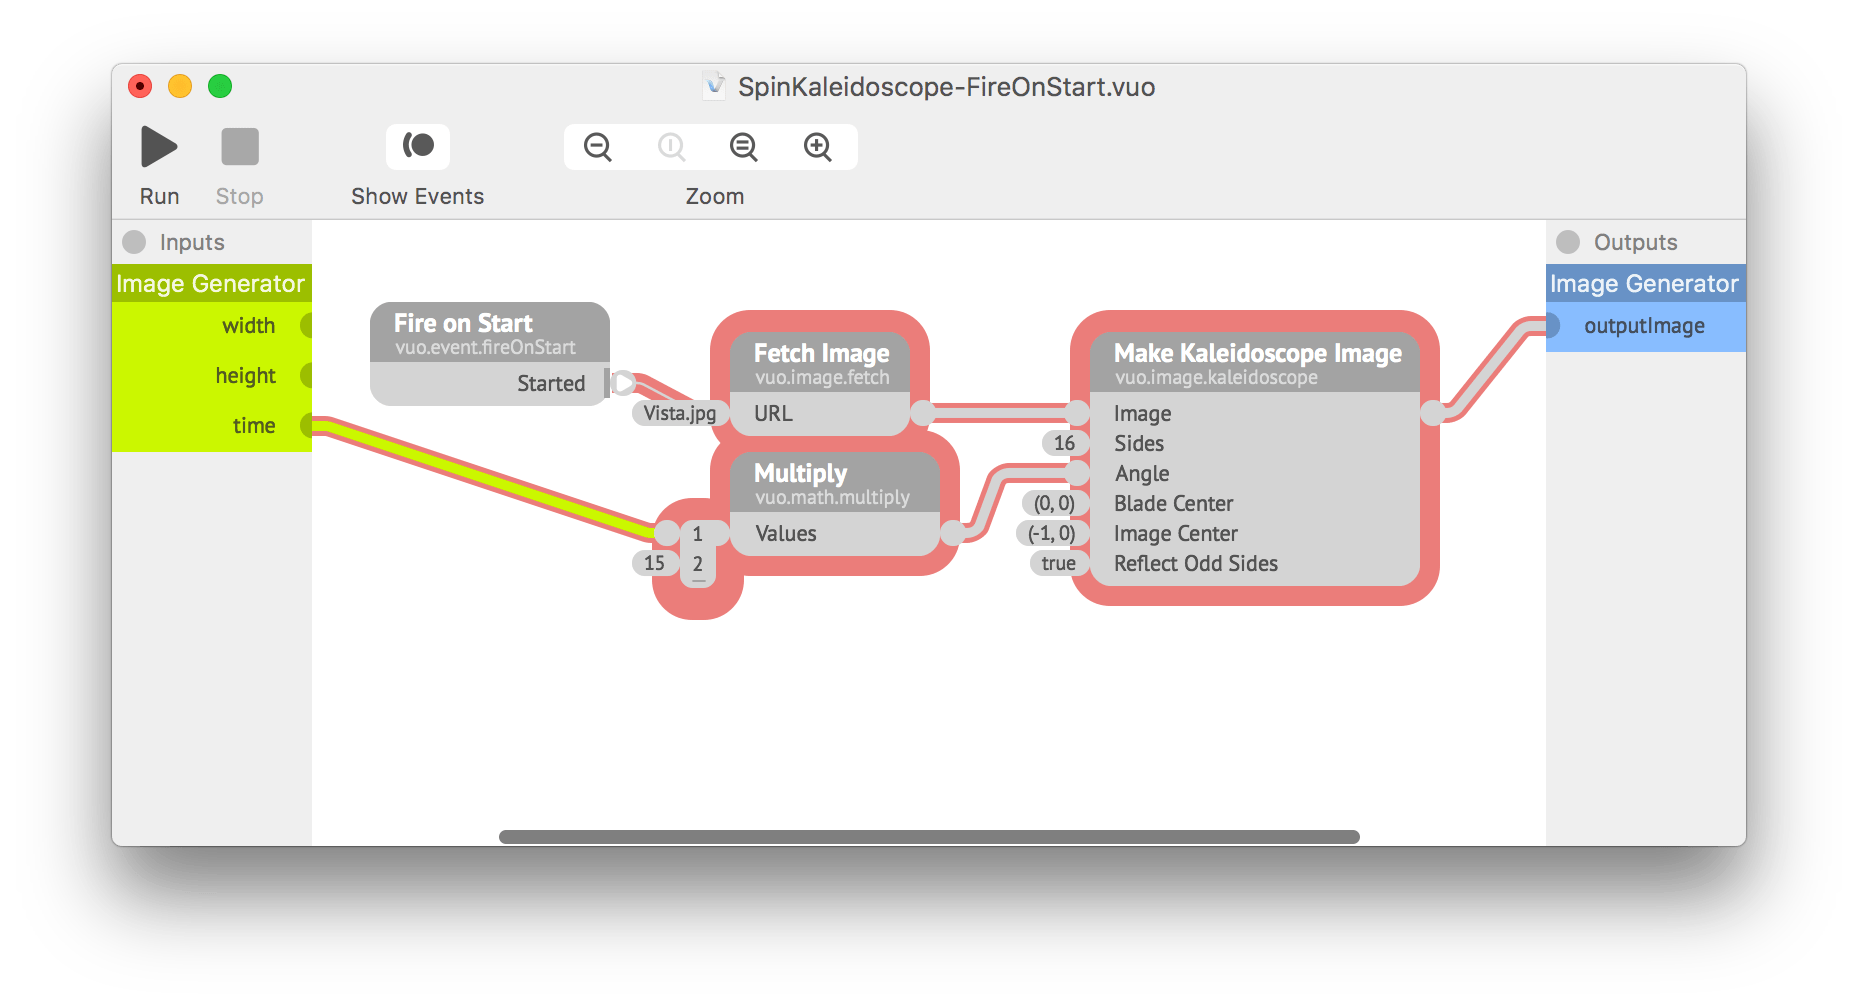 SpinKaleidoscope-FireOnStart.vuo
Run
Stop
Show Events
Zoom
Inputs
Image Generator
width
height
time
Fire on Start
vuo.event.fireOnStart
Started
Fetch Image
vuo.image.fetch
Vista.jpg
URL
Multiply
vuo.math.multiply
1
Values
15
2
Make Kaleidoscope Image
vuo.image.kaleidoscope
Image
16
Sides
Angle
(0, 0)
Blade Center
(-1, 0)
Image Center
true
Reflect Odd Sides
Outputs
Image Generator
outputImage